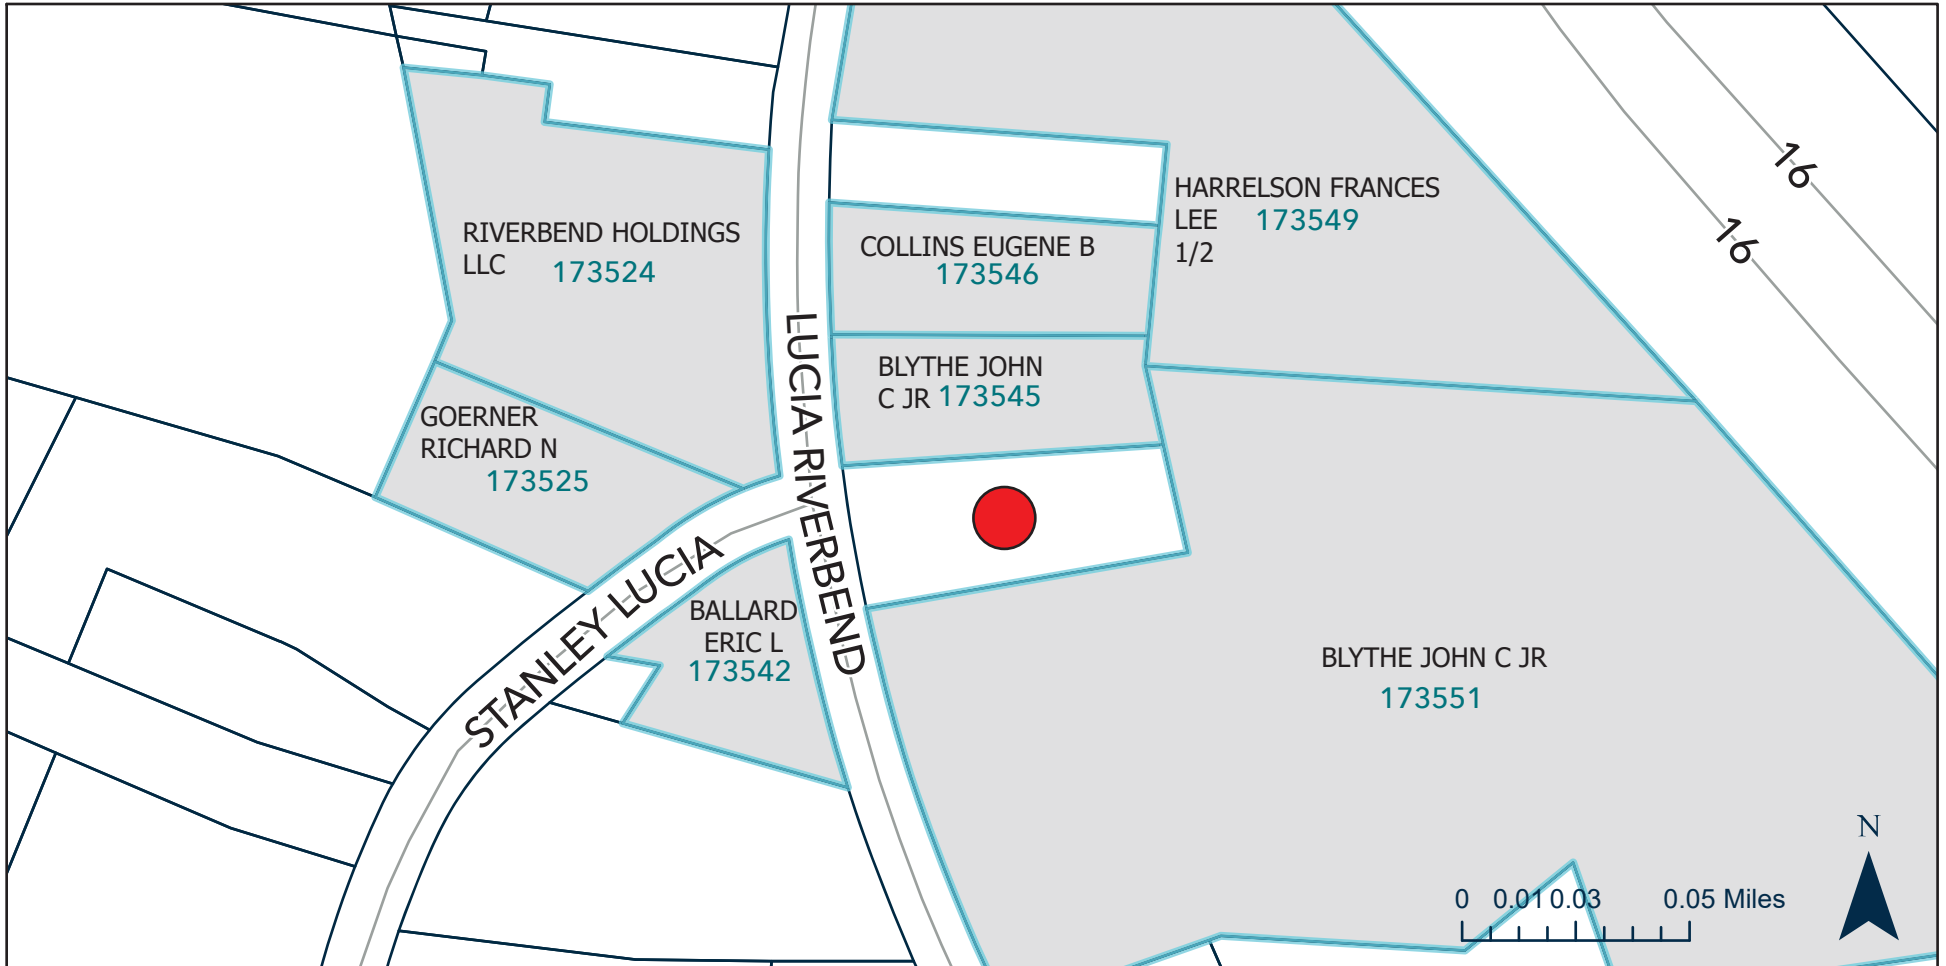 16
16
HARRELSON FRANCES
LEE 173549
1/2
RIVERBEND HOLDINGS
LLC 173524
COLLINS EUGENE B
173546
BLYTHE JOHN
C JR 173545
GOERNER
RICHARD N
173525
LUCIA RIVERBEND
STANLEY LUCIA
BALLARD
ERIC L
173542
BLYTHE JOHN C JR
173551
N
0 0.01 0.03 0.05 Miles